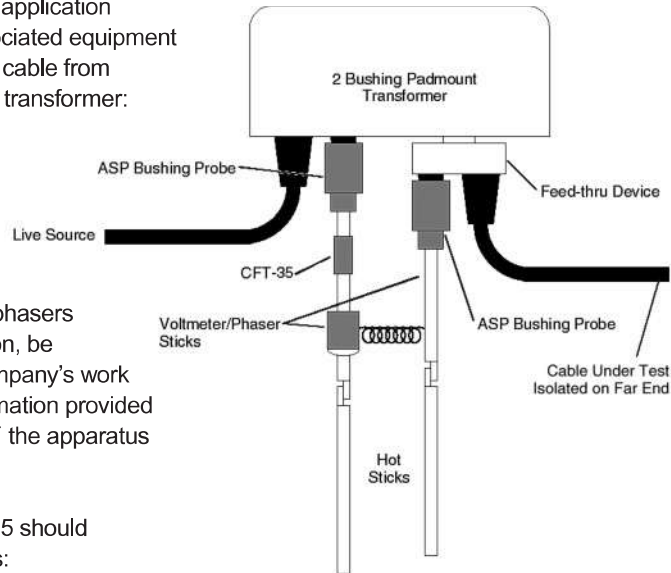 application
ociated equipment
cable from
transformer:
phasers
on, be
mpany's work
mation provided
the apparatus
5 should
s:
2 Bushing Padmount
Transformer
ASP Bushing Probe
Feed-thru Device
Live Source
CFT-35
Voltmeter/Phaser
Sticks
ASP Bushing Probe
Cable Under Test
Isolated on Far End
Hot
Sticks